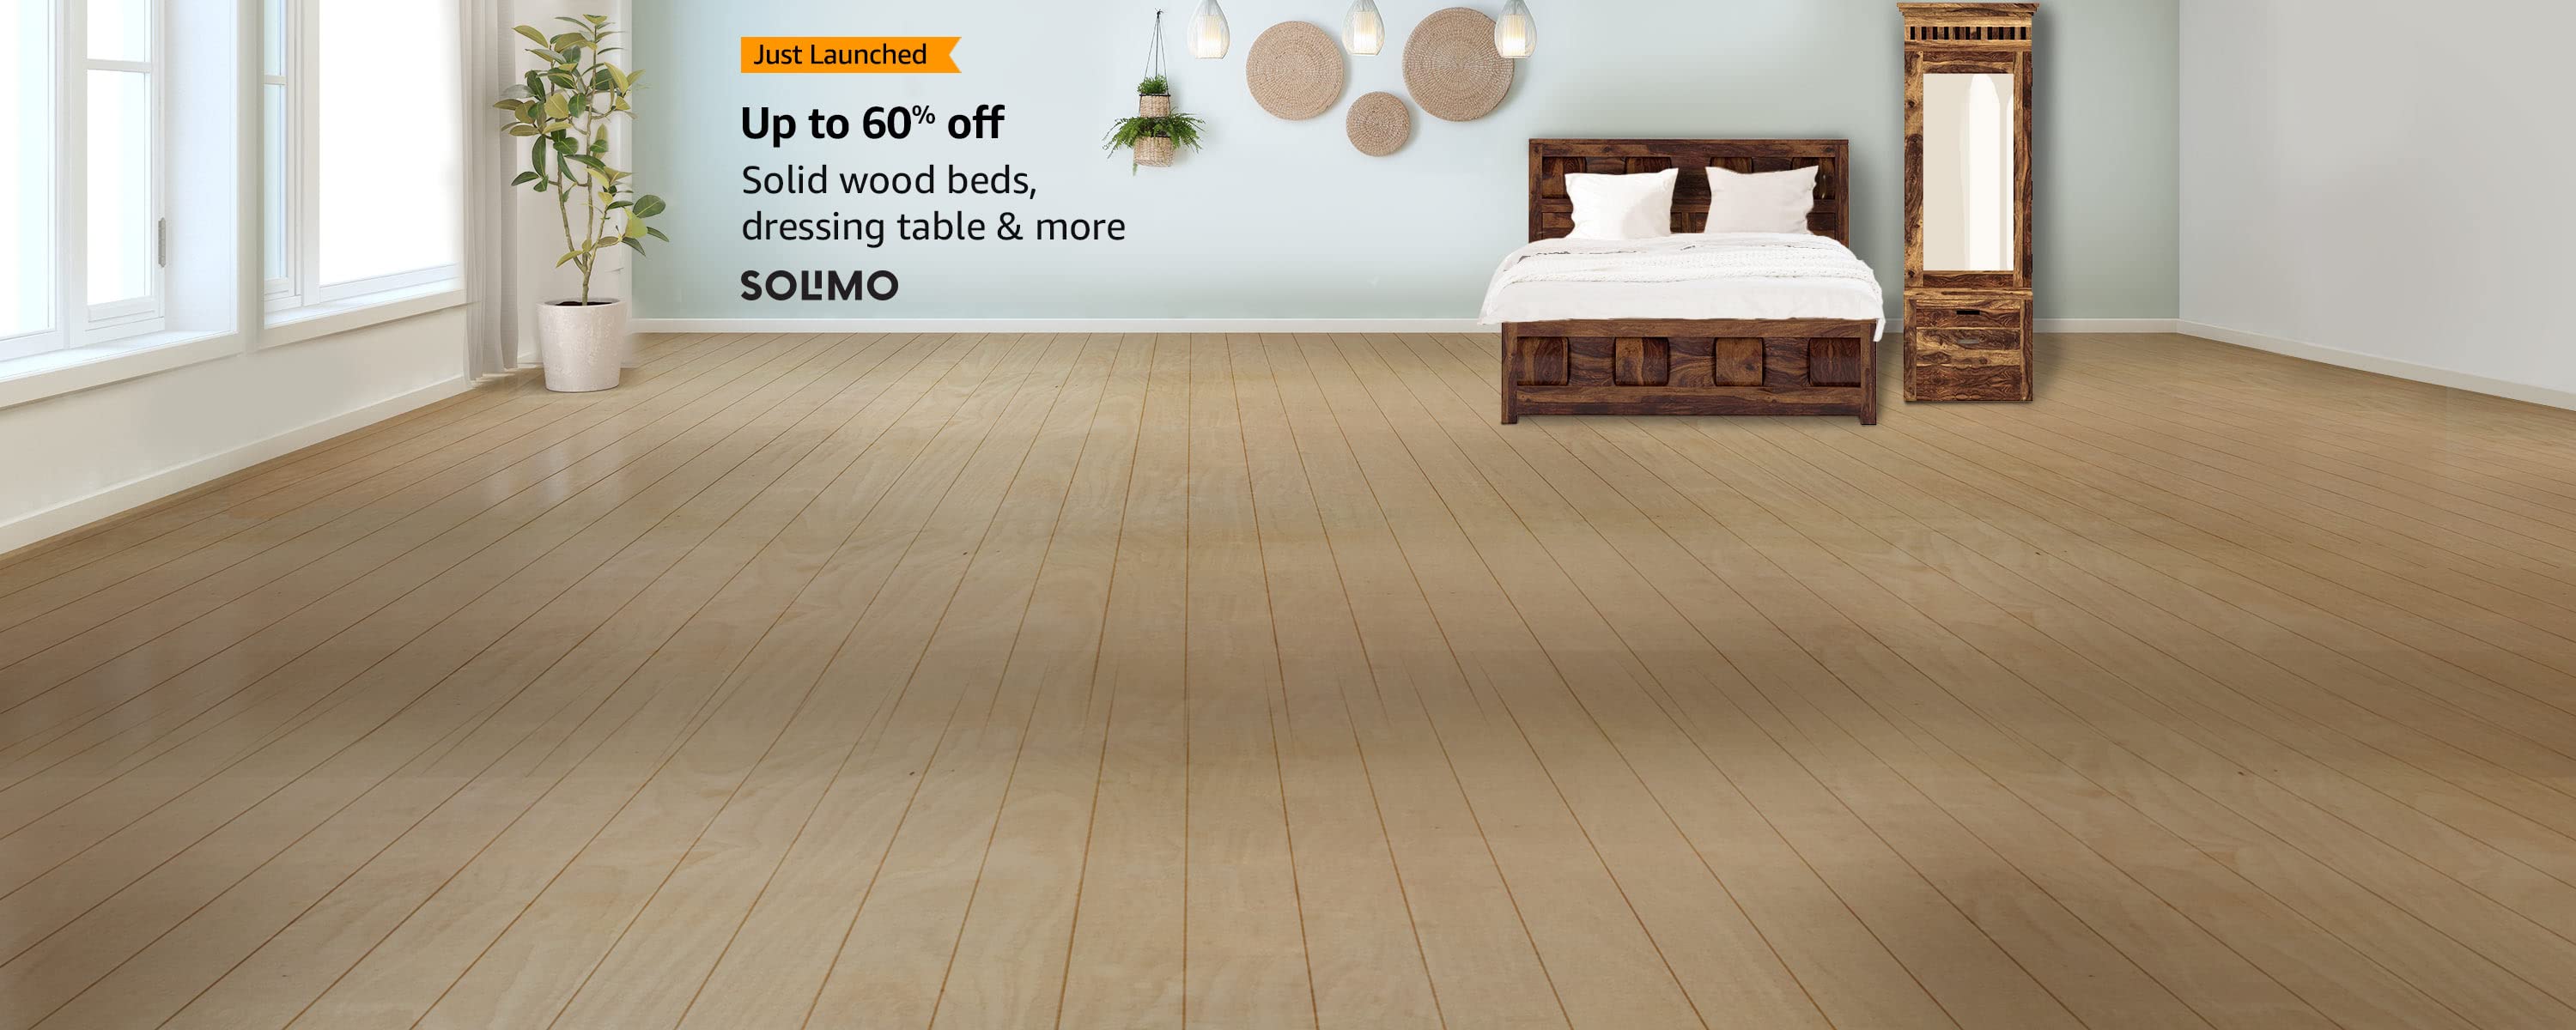 Just Launched
Up to 60% off
Solid wood beds,
dressing table & more
SOLIMO